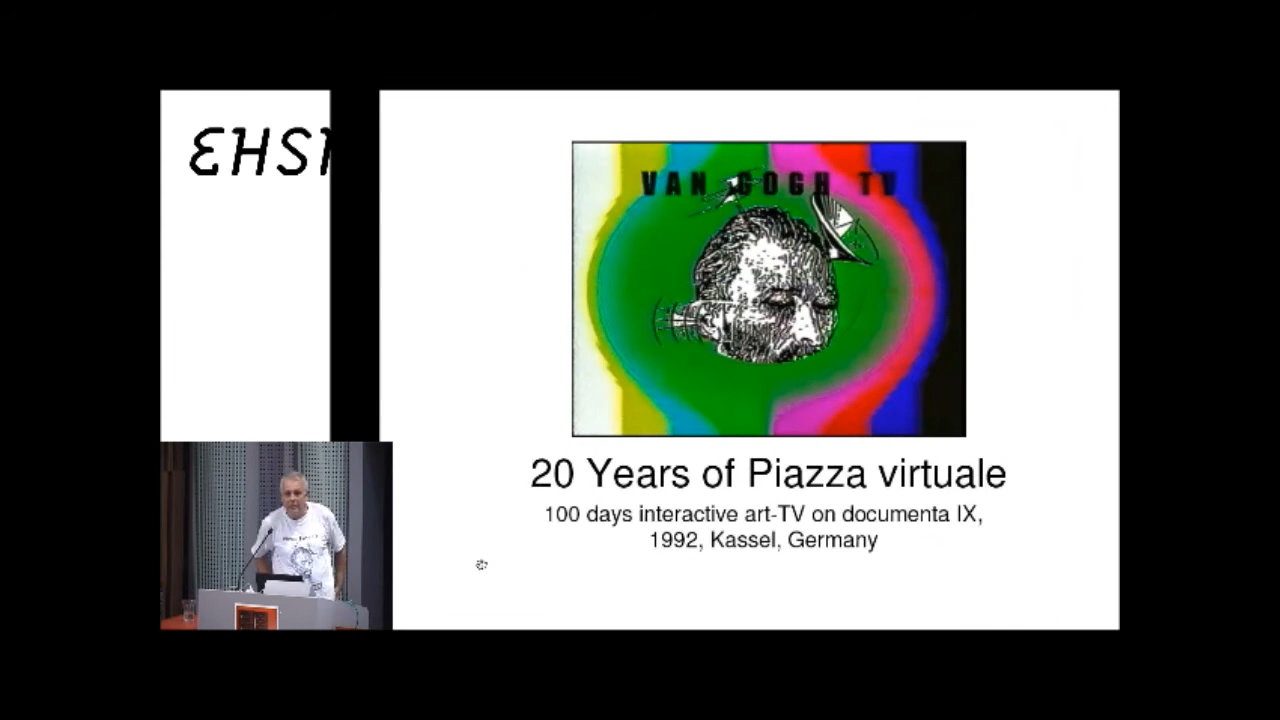 EHSM
VAN GOGH TV
20 Years of Piazza virtuale
100 days interactive art-TV on documenta IX,
1992, Kassel, Germany